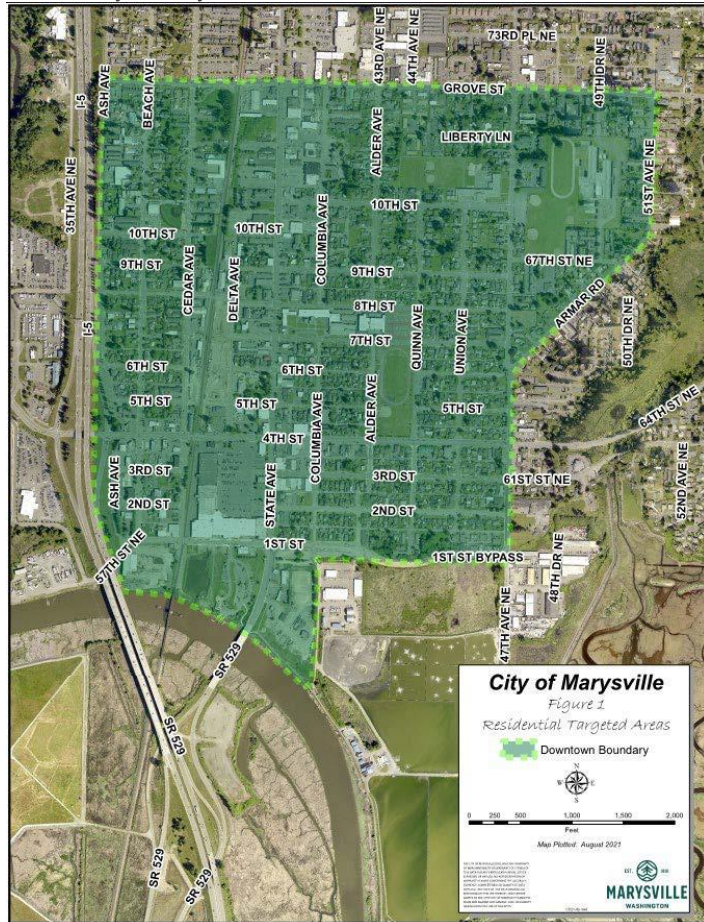 73RD PL NE
43RD AVE NE
44TH AVE NE
49TH DR NE
ASH AVE
BEACH AVE
GROVE ST
I-5
35TH AVE NE
ALDER AVE
LIBERTY LN
51ST AVE NE
COLUMBIA AVE
10TH ST
10TH ST
10TH ST
CEDAR AVE
DELTA AVE
9TH ST
9TH ST
67TH ST NE
ARMAR RD
8TH ST
7TH ST
QUINN AVE
UNION AVE
50TH DR NE
I-5
6TH ST
6TH ST
5TH ST
5TH ST
5TH ST
COLUMBIA AVE
ALDER AVE
64TH ST NE
4TH ST
ASH AVE
3RD ST
3RD ST
STATE AVE
61ST ST NE
52ND AVE NE
2ND ST
2ND ST
1ST ST
1ST ST BYPASS
57TH ST NE
47TH AVE NE
48TH DR NE
SR 529
SR 529
SR 529
SR 529
City of Marysville
Figure 1
Residential Targeted Areas
Downtown Boundary
N
W E
S
0 250 500 1,000 1,500 2,000
Feet
Map Plotted: August 2021
MARYSVILLE
WASHINGTON